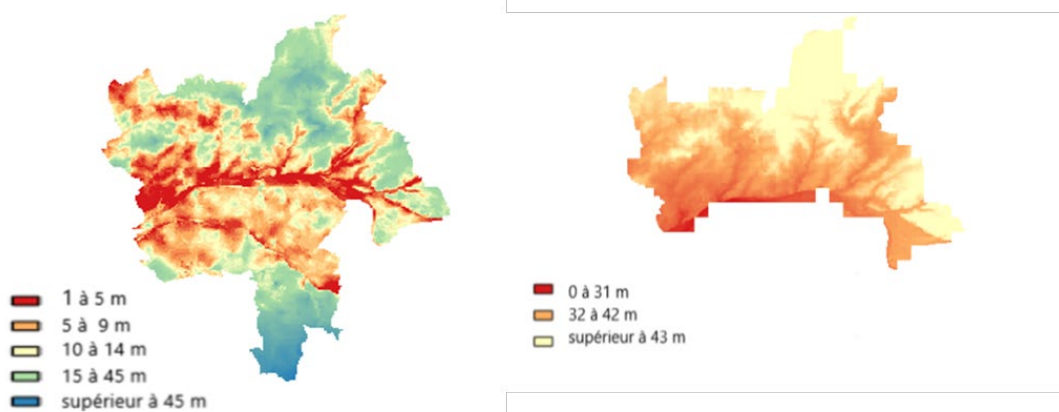 1 à 5 m
5 à 9 m
10 à 14 m
15 à 45 m
supérieur à 45 m
0 à 31 m
32 à 42 m
supérieur à 43 m